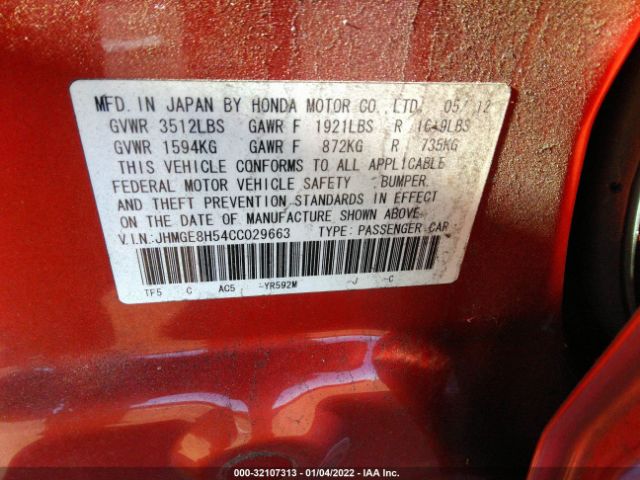 MFD. IN JAPAN BY HONDA MOTOR CO., LTD. 05/12
GVWR 3512LBS GAWR F 1921LBS R LBS
GVWR 1594KG GAWR F 872KG R 735KG
THIS VEHICLE CONFORMS TO ALL APPLICABLE
FEDERAL MOTOR VEHICLE SAFETY, BUMPER,
AND THEFT PREVENTION STANDARDS IN EFFECT
ON THE DATE OF MANUFACTURE SHOWN ABOVE.
V.I.N.:JHMGE8H54CC029663 TYPE: PASSENGER CAR
TF5 C AC5 -YR592M -J -C
000-32107313 - 01/04/2022 - IAA Inc.